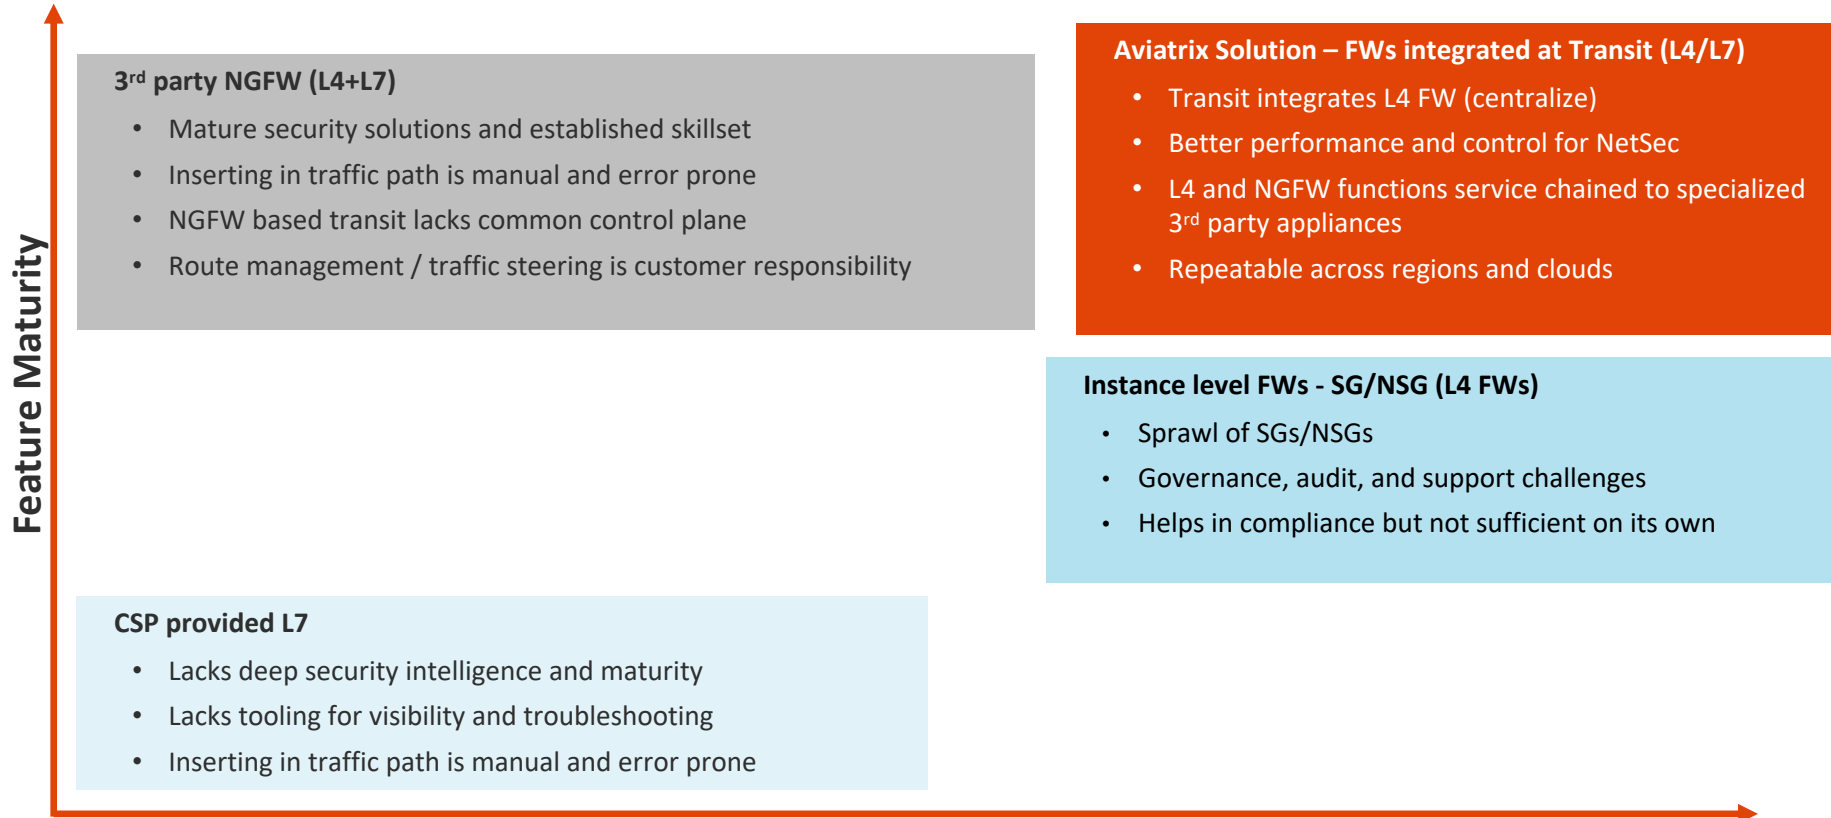 Feature Maturity
3rd party NGFW (L4+L7)
• Mature security solutions and established skillset
• Inserting in traffic path is manual and error prone
• NGFW based transit lacks common control plane
• Route management / traffic steering is customer responsibility
Aviatrix Solution – FWs integrated at Transit (L4/L7)
• Transit integrates L4 FW (centralize)
• Better performance and control for NetSec
• L4 and NGFW functions service chained to specialized
3rd party appliances
• Repeatable across regions and clouds
Instance level FWs - SG/NSG (L4 FWs)
• Sprawl of SGs/NSGs
• Governance, audit, and support challenges
• Helps in compliance but not sufficient on its own
CSP provided L7
• Lacks deep security intelligence and maturity
• Lacks tooling for visibility and troubleshooting
• Inserting in traffic path is manual and error prone